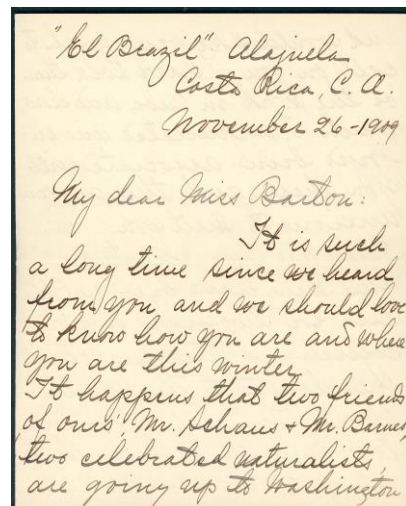 "El Brazil" Alajuela
Costa Rica, C. A.
November 26-1909
My dear Miss Barton:
It is such
a long time since we heard
from you and we should love
to know how you are and where
you are this winter.
It happens that two friends
of ours, Mr. Schaus & Mr. Barnes,
two celebrated naturalists,
are going up to Washington